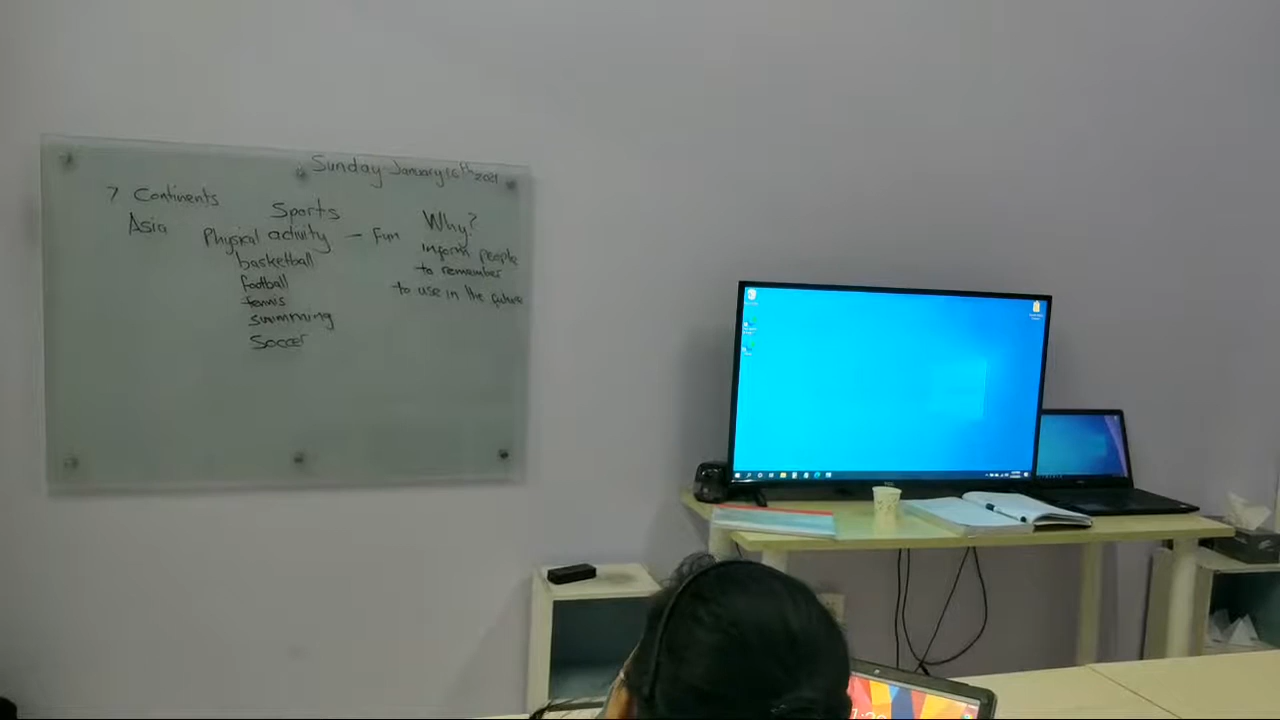 Sunday January 16th 2021
7 Continents
Asia
Sports
Physical activity — Fun
basketball
football
tennis
swimming
Soccer
Why?
inform people
to remember
to use in the future